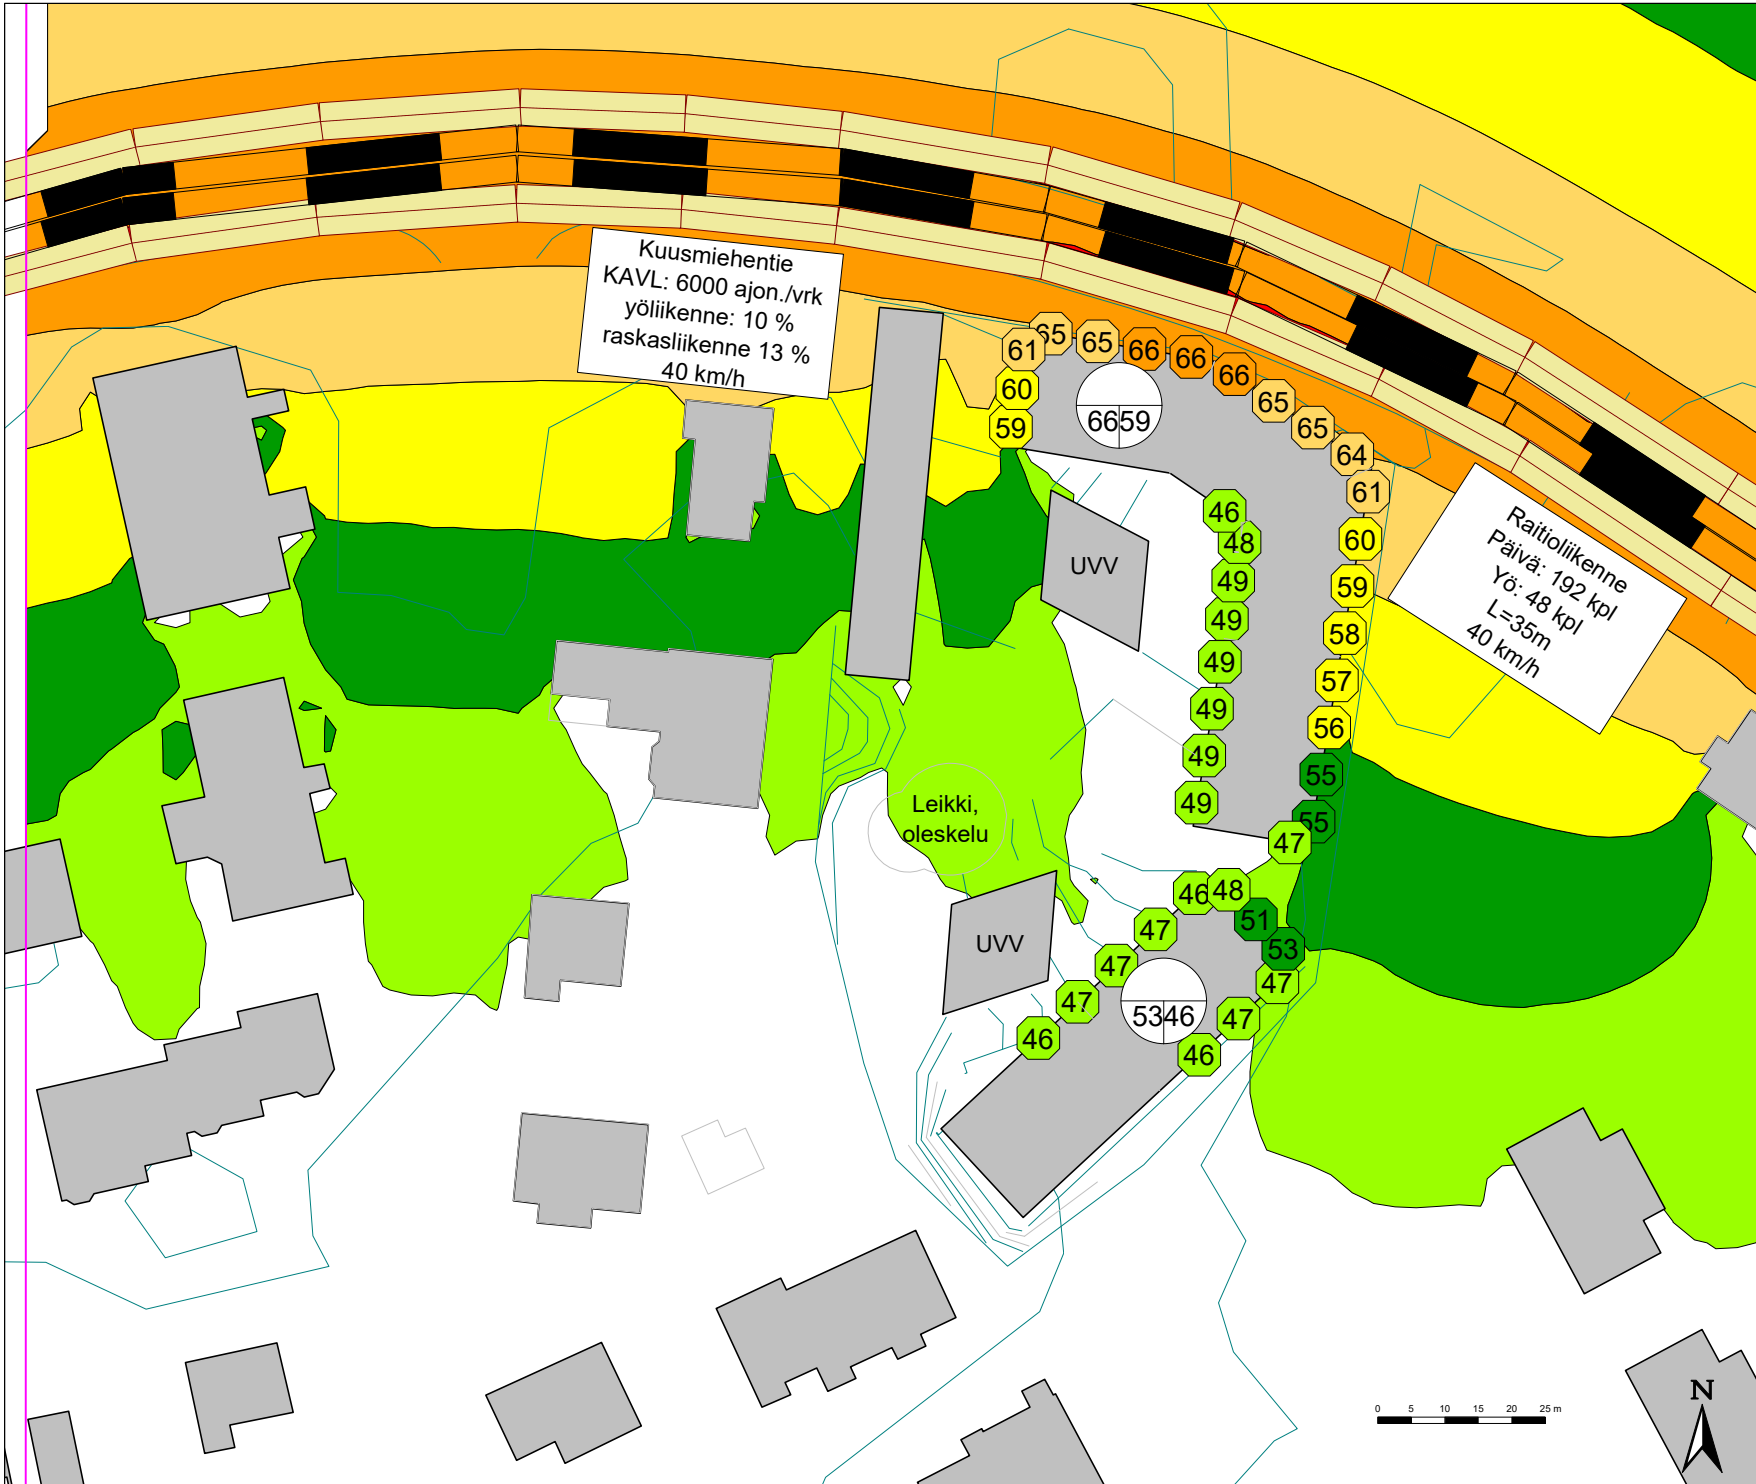 Kuusmiehentie
KAVL: 6000 ajon./vrk
yöliikenne: 10 %
raskasliikenne 13 %
40 km/h
65
61
65
66
66
66
60
65
59
66 59
65
64
61
Raitioliikenne
Päivä: 192 kpl
Yö: 48 kpl
L=35m
40 km/h
46
48
60
UVV
49
59
49
58
49
57
49
56
49
55
49
55
Leikki,
oleskelu
47
46
48
51
47
53
UVV
47
47
47
53 46
47
46
46
0 5 10 15 20 25 m
N